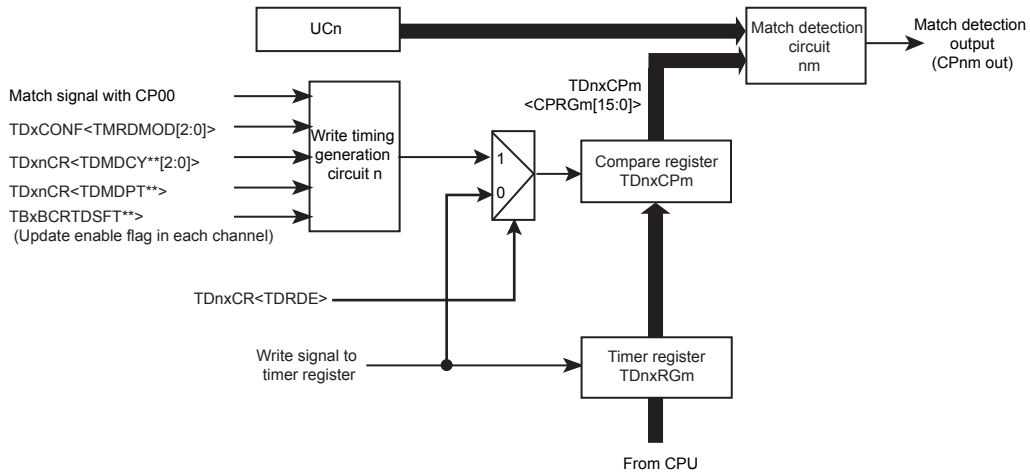 UCn
Match detection
circuit
nm
Match detection
output
(CPnm out)
TDnxCPm
<CPRGm[15:0]>
Match signal with CP00
TDxCONF<TMRDMOD[2:0]>
TDxnCR<TDMDCY**[2:0]>
TDxnCR<TDMDPT**>
TBxBCRTDSFT**>
(Update enable flag in each channel)
Write timing
generation
circuit n
1
0
Compare register
TDnxCPm
TDnxCR<TDRDE>
Write signal to
timer register
Timer register
TDnxRGm
From CPU